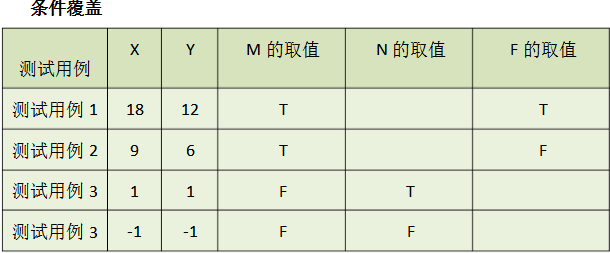 条件覆盖
测试用例 X Y M 的取值 N 的取值 F 的取值
测试用例 1 18 12 T T
测试用例 2 9 6 T F
测试用例 3 1 1 F T
测试用例 3 -1 -1 F F